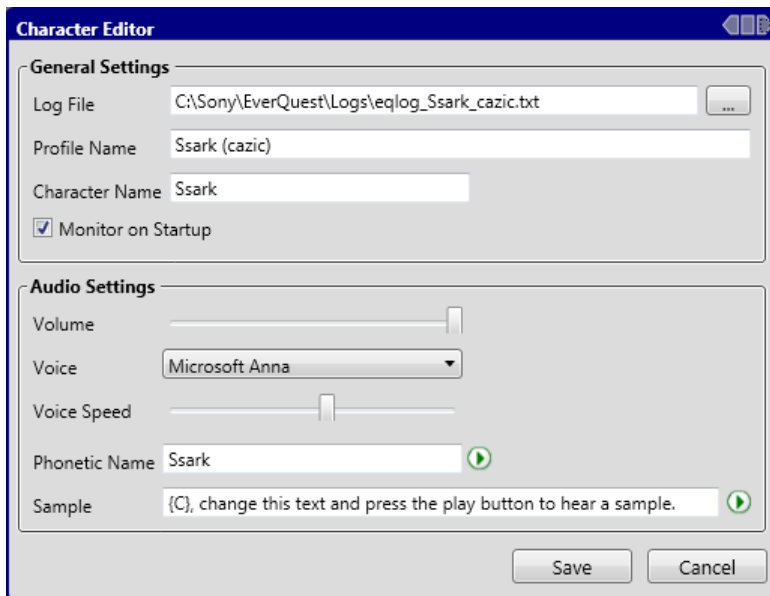 Character Editor
General Settings
Log File C:\Sony\EverQuest\Logs\eqlog_Ssark_cazic.txt ...
Profile Name Ssark (cazic)
Character Name Ssark
Monitor on Startup
Audio Settings
Volume
Voice Microsoft Anna
Voice Speed
Phonetic Name Ssark
Sample {C}, change this text and press the play button to hear a sample.
Save Cancel